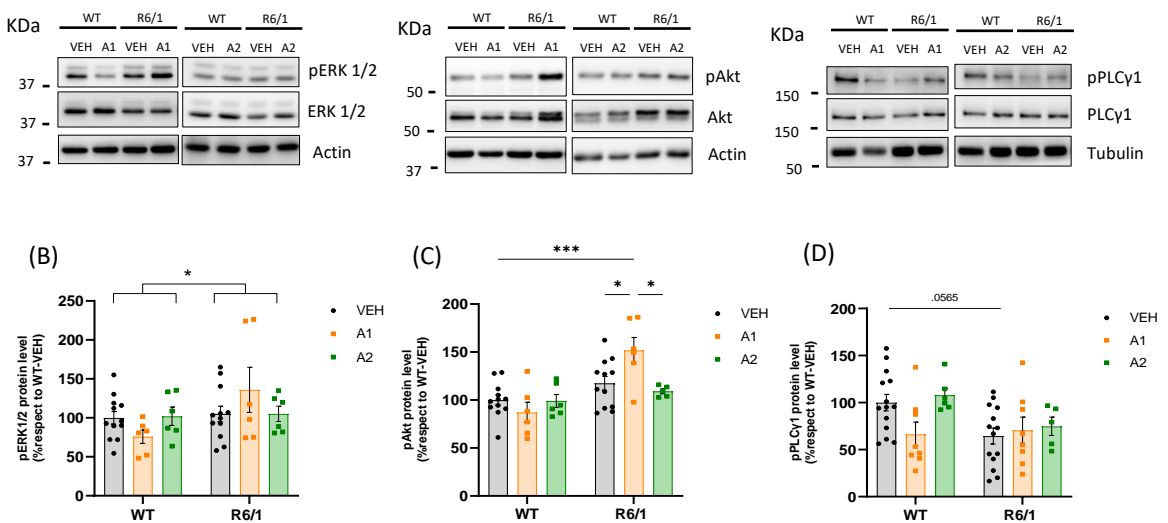 WT R6/1 WT R6/1
KDa VEH A1 VEH A1 VEH A2 VEH A2
pERK 1/2
37
ERK 1/2
37
Actin
37
WT R6/1 WT R6/1
KDa VEH A1 VEH A1 VEH A2 VEH A2
pAkt
50
Akt
50
Actin
37
WT R6/1 WT R6/1
KDa VEH A1 VEH A1 VEH A2 VEH A2
pPLCγ1
150
PLCγ1
150
Tubulin
50
(B)
*
pERK1/2 protein level
(%respect to WT-VEH)
250
200
150
100
50
0
WT R6/1
VEH
A1
A2
(C)
***
* *
pAkt protein level
(%respect to WT-VEH)
200
150
100
50
0
WT R6/1
VEH
A1
A2
(D)
.0565
pPLCγ1 protein level
(%respect to WT-VEH)
200
150
100
50
0
WT R6/1
VEH
A1
A2